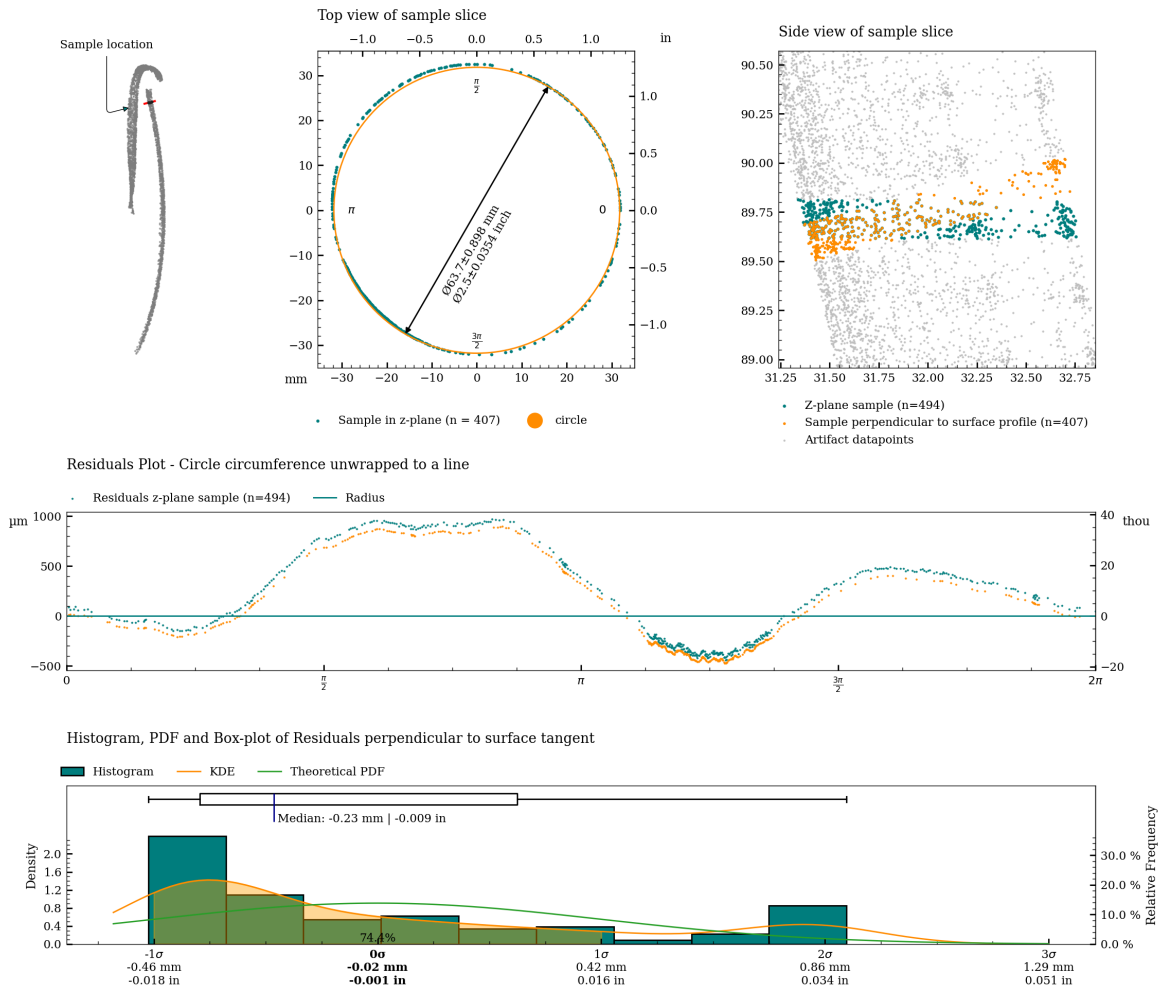 Top view of sample slice
Side view of sample slice
Sample location
−1.0 −0.5 0.0 0.5 1.0 in
30
20
10
0
−10
−20
−30
mm
−30 −20 −10 0 10 20 30
1.0
0.5
0.0
−0.5
−1.0
π/2
π
0
3π/2
Ø63.7±0.898 mm
Ø2.5±0.0354 inch
Sample in z-plane (n = 407)
circle
90.50
90.25
90.00
89.75
89.50
89.25
89.00
31.25 31.50 31.75 32.00 32.25 32.50 32.75
Z-plane sample (n=494)
Sample perpendicular to surface profile (n=407)
Artifact datapoints
Residuals Plot - Circle circumference unwrapped to a line
Residuals z-plane sample (n=494)
Radius
µm
1000
500
0
−500
40
thou
20
0
−20
0 π/2 π 3π/2 2π
Histogram, PDF and Box-plot of Residuals perpendicular to surface tangent
Histogram
KDE
Theoretical PDF
Median: -0.23 mm | -0.009 in
Density
2.0
1.6
1.2
0.8
0.4
0.0
Relative Frequency
30.0 %
20.0 %
10.0 %
0.0 %
74.4%
-1σ 0σ 1σ 2σ 3σ
-0.46 mm -0.02 mm 0.42 mm 0.86 mm 1.29 mm
-0.018 in -0.001 in 0.016 in 0.034 in 0.051 in